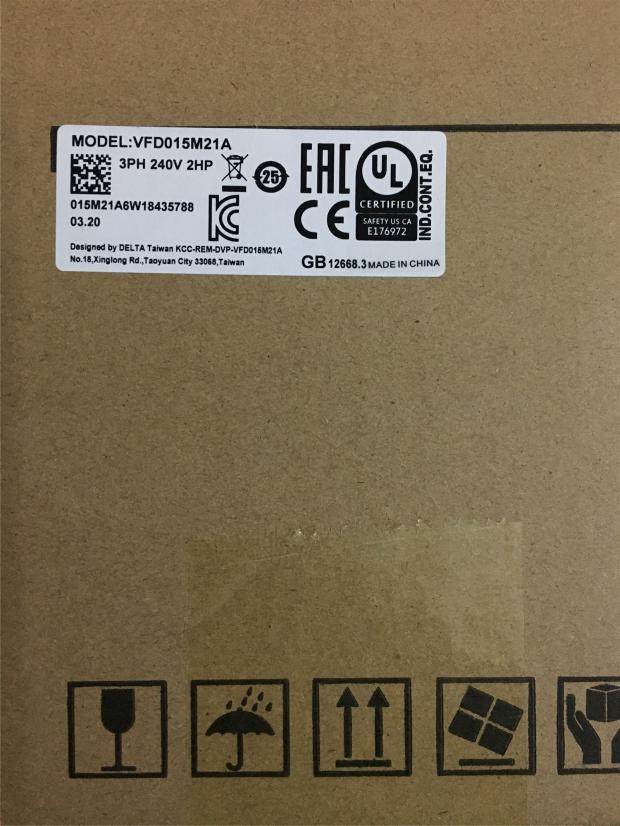 MODEL:VFD015M21A
3PH 240V 2HP
25
015M21A6W18435788
03.20
Designed by DELTA Taiwan KCC-REM-DVP-VFD015M21A
No.18,Xinglong Rd.,Taoyuan City 33068,Taiwan
EAC
CE
UL
CERTIFIED
SAFETY US CA
E176972
IND.CONT.EQ.
GB 12668.3 MADE IN CHINA